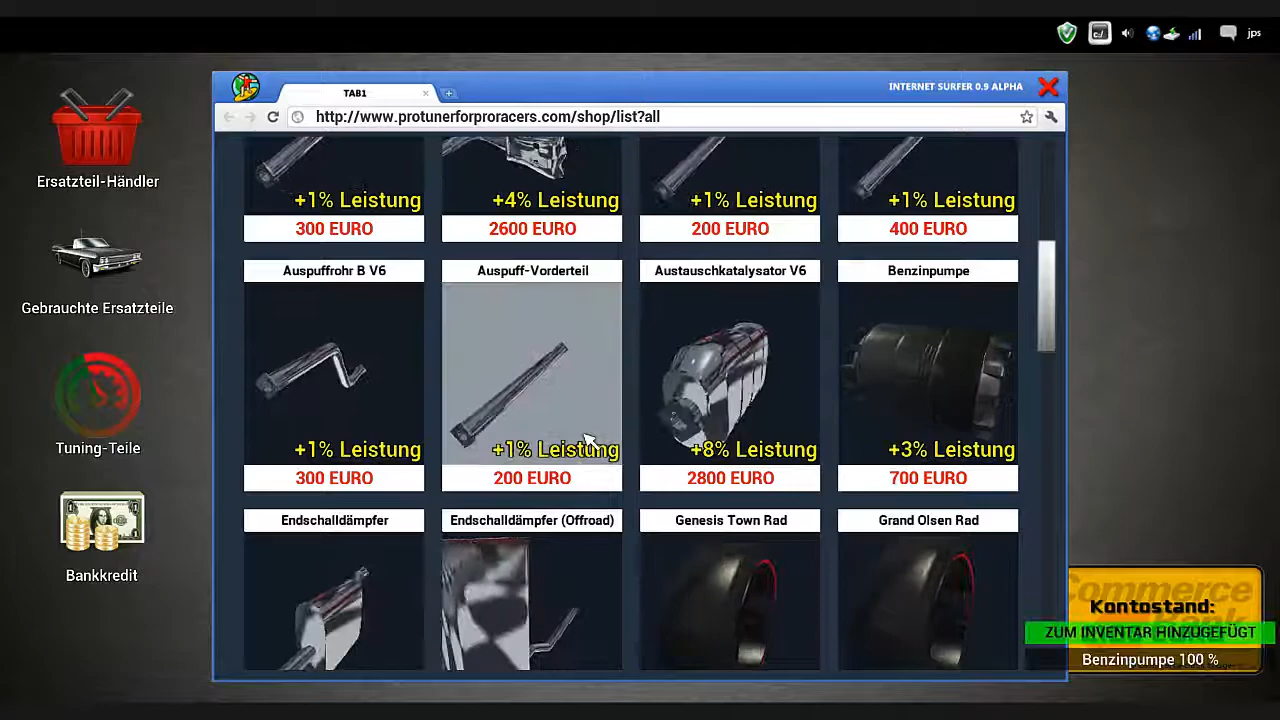 jps
TAB1
INTERNET SURFER 0.9 ALPHA
http://www.protunerforproracers.com/shop/list?all
Ersatzteil-Händler
Gebrauchte Ersatzteile
Tuning-Teile
Bankkredit
+1% Leistung
+4% Leistung
+1% Leistung
+1% Leistung
300 EURO
2600 EURO
200 EURO
400 EURO
Auspuffrohr B V6
Auspuff-Vorderteil
Austauschkatalysator V6
Benzinpumpe
+1% Leistung
+1% Leistung
+8% Leistung
+3% Leistung
300 EURO
200 EURO
2800 EURO
700 EURO
Endschalldämpfer
Endschalldämpfer (Offroad)
Genesis Town Rad
Grand Olsen Rad
Commerce
Kontostand:
ZUM INVENTAR HINZUGEFÜGT
Benzinpumpe 100 %